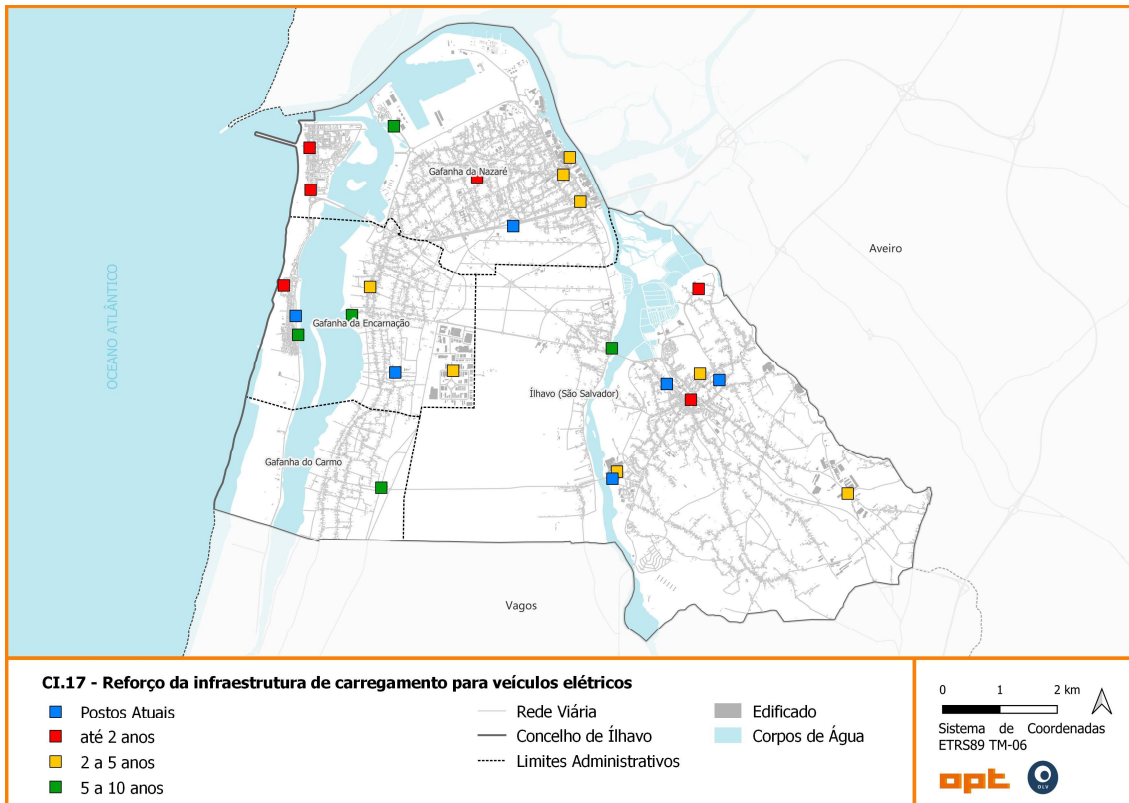 OCEANO ATLÂNTICO
Gafanha da Nazaré
Aveiro
Gafanha da Encarnação
Ílhavo (São Salvador)
Gafanha do Carmo
Vagos
CI.17 - Reforço da infraestrutura de carregamento para veículos elétricos
Postos Atuais
até 2 anos
2 a 5 anos
5 a 10 anos
Rede Viária
Concelho de Ílhavo
Limites Administrativos
Edificado
Corpos de Água
0 1 2 km
Sistema de Coordenadas
ETRS89 TM-06
opt
OLV